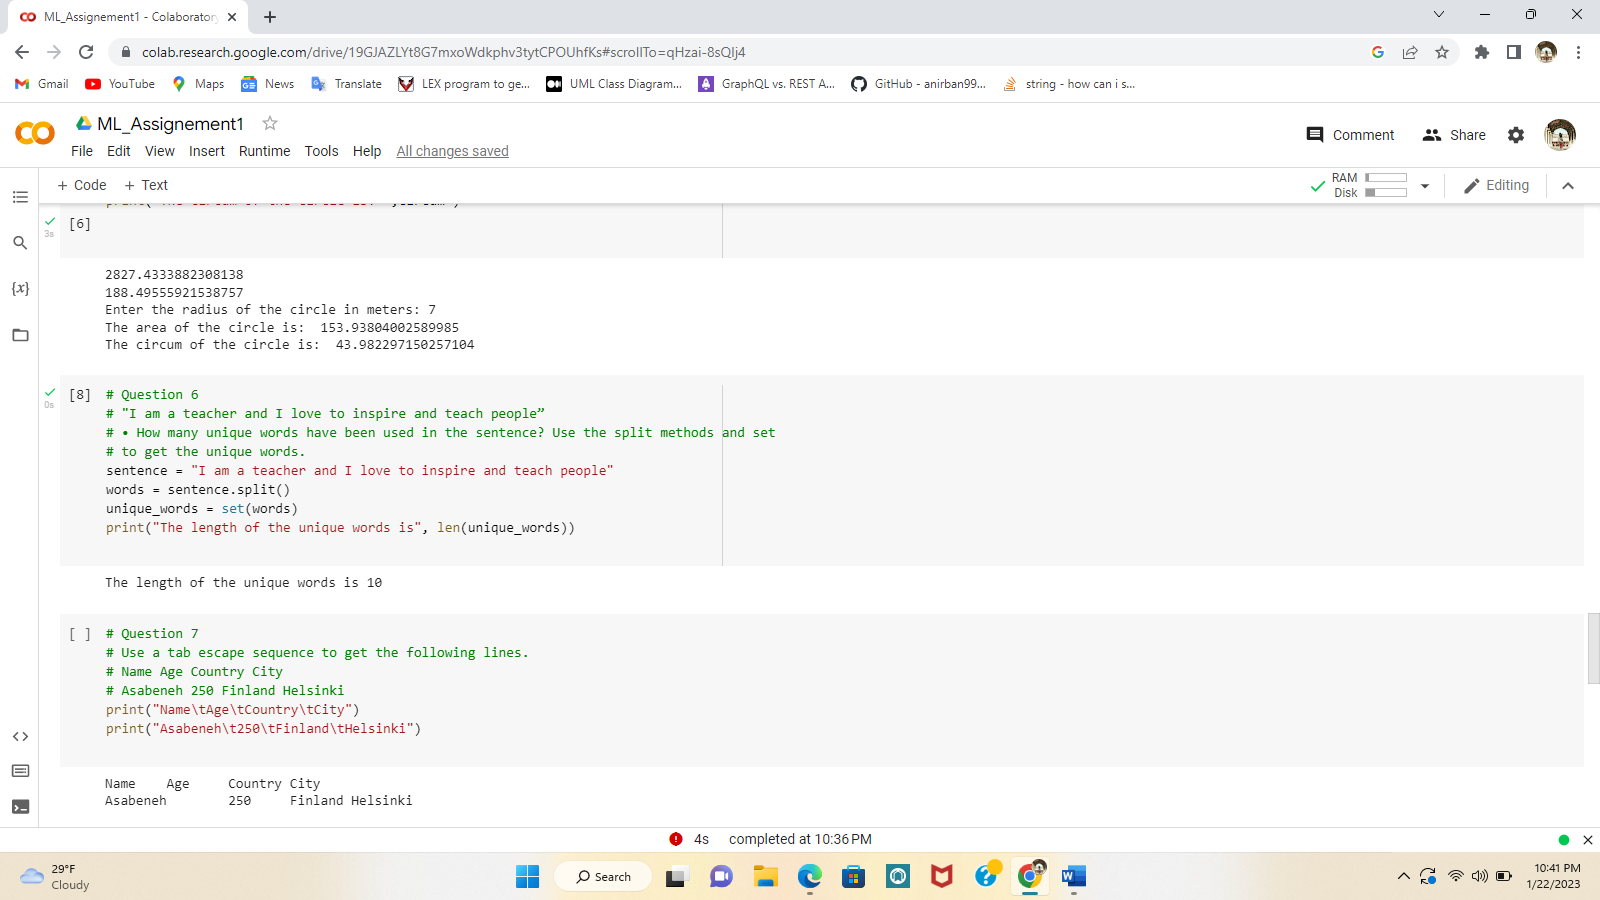 ML_Assignement1 - Colaboratory
colab.research.google.com/drive/19GJAZLYt8G7mxoWdkphv3tytCPOUhfKs#scrollTo=qHzai-8sQlj4
Gmail YouTube Maps News Translate LEX program to ge... UML Class Diagram... GraphQL vs. REST A... GitHub - anirban99... string - how can i s...
ML_Assignement1
Comment Share
File Edit View Insert Runtime Tools Help All changes saved
+ Code + Text
RAM
Disk
Editing
[6]
3s
2827.4333882308138
188.49555921538757
Enter the radius of the circle in meters: 7
The area of the circle is:  153.93804002589985
The circum of the circle is:  43.982297150257104
[8]
0s
# Question 6
# "I am a teacher and I love to inspire and teach people”
# • How many unique words have been used in the sentence? Use the split methods and set
# to get the unique words.
sentence = "I am a teacher and I love to inspire and teach people"
words = sentence.split()
unique_words = set(words)
print("The length of the unique words is", len(unique_words))
The length of the unique words is 10
[ ]
# Question 7
# Use a tab escape sequence to get the following lines.
# Name Age Country City
# Asabeneh 250 Finland Helsinki
print("Name\tAge\tCountry\tCity")
print("Asabeneh\t250\tFinland\tHelsinki")
Name Age Country City
Asabeneh 250 Finland Helsinki
4s completed at 10:36 PM
29°F
Cloudy
Search
10:41 PM
1/22/2023